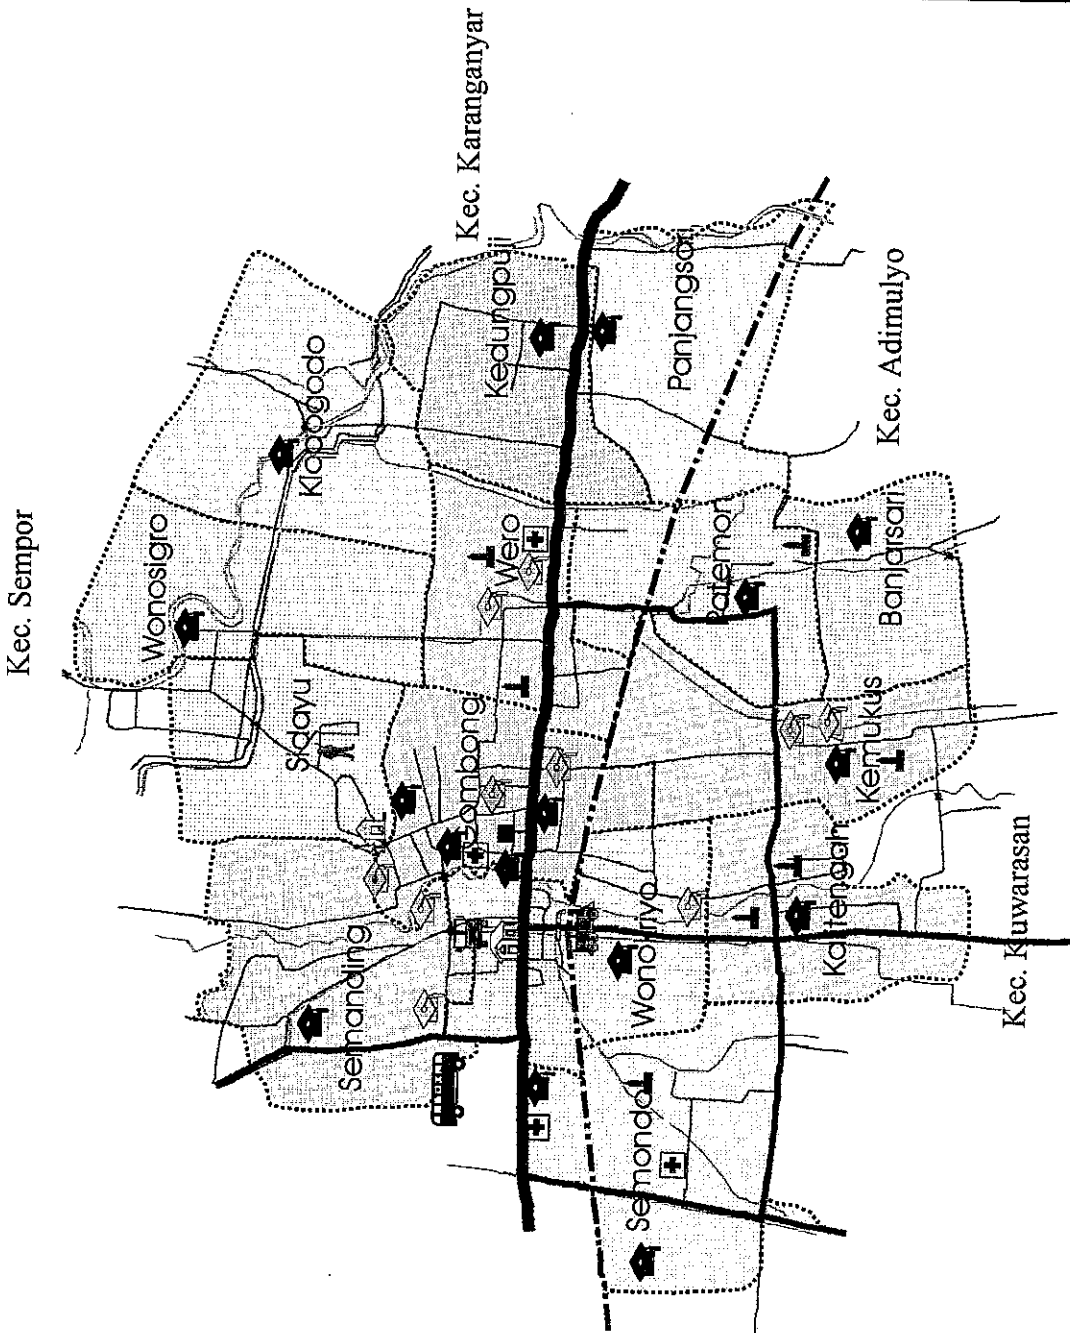 Kec. Sempor
Wonosigro
Sidayu
Klopogodo
Semanding
Kec. Karanganyar
Gombong
Kedungpuji
Wero
Semondo
Wonokriyo
Panjangsari
Patemon
Kalitengah
Kemukus
Kec. Adimulyo
Banjarsari
Kec. Kuwarasan